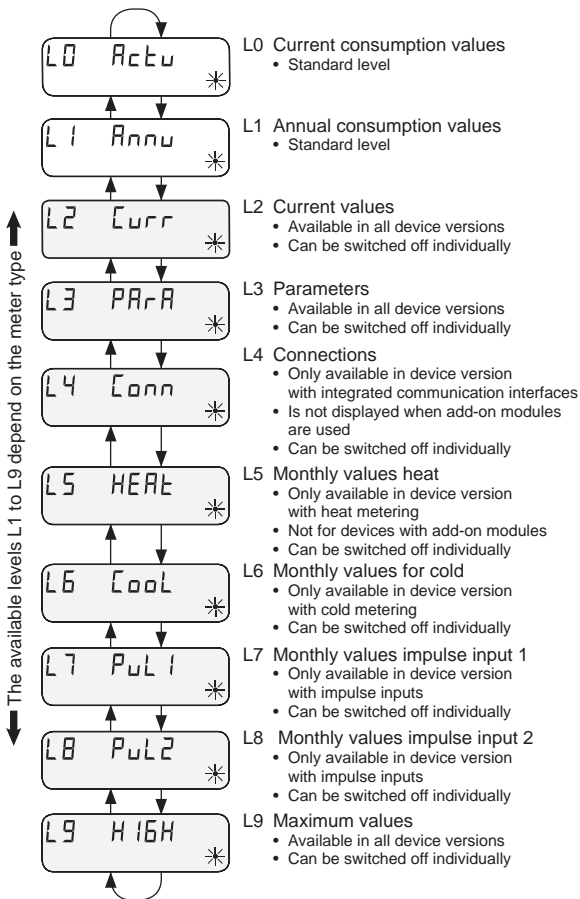 L0 Actu
L0 Current consumption values
• Standard level
L1 Annu
L1 Annual consumption values
• Standard level
L2 Curr
L2 Current values
• Available in all device versions
• Can be switched off individually
L3 PArA
L3 Parameters
• Available in all device versions
• Can be switched off individually
L4 Conn
L4 Connections
• Only available in device version
with integrated communication interfaces
• Is not displayed when add-on modules
are used
• Can be switched off individually
L5 HEAt
L5 Monthly values heat
• Only available in device version
with heat metering
• Not for devices with add-on modules
• Can be switched off individually
L6 CooL
L6 Monthly values for cold
• Only available in device version
with cold metering
• Can be switched off individually
L7 PuL1
L7 Monthly values impulse input 1
• Only available in device version
with impulse inputs
• Can be switched off individually
L8 PuL2
L8 Monthly values impulse input 2
• Only available in device version
with impulse inputs
• Can be switched off individually
L9 HIGH
L9 Maximum values
• Available in all device versions
• Can be switched off individually
The available levels L1 to L9 depend on the meter type